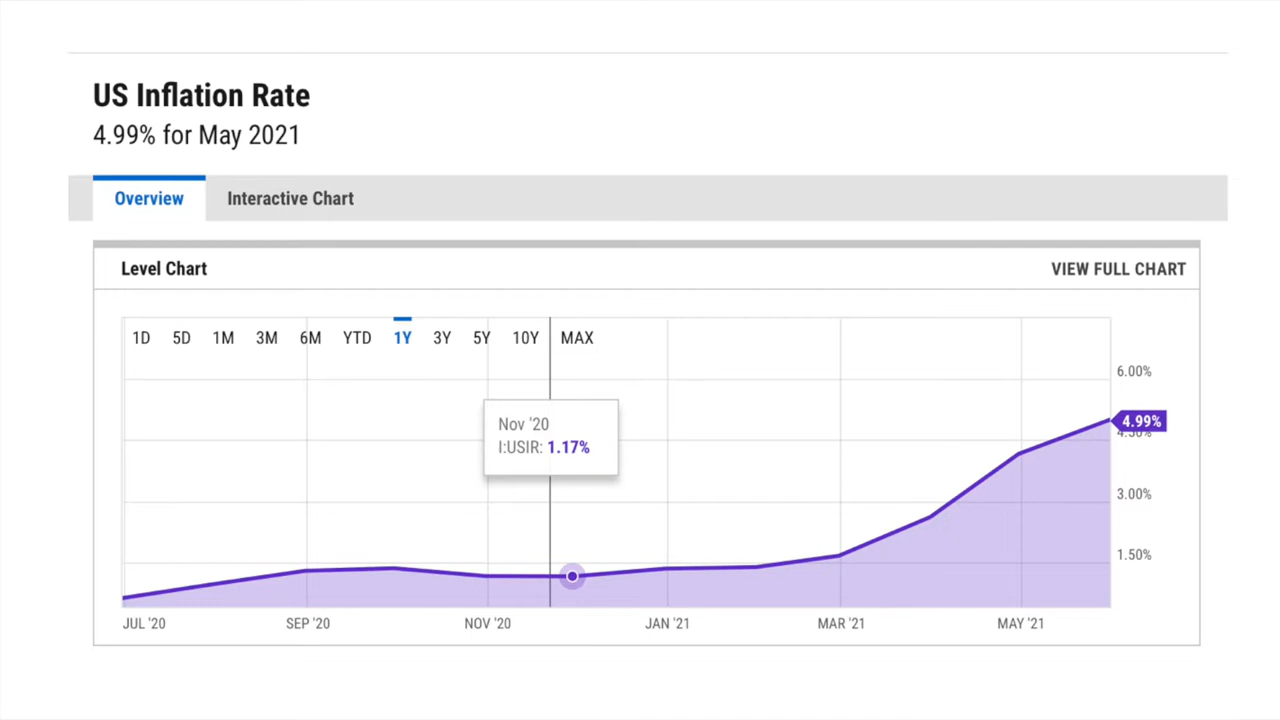 US Inflation Rate
4.99% for May 2021
Overview Interactive Chart
Level Chart VIEW FULL CHART
1D 5D 1M 3M 6M YTD 1Y 3Y 5Y 10Y MAX
6.00%
4.99%
4.50%
3.00%
1.50%
Nov '20
I:USIR: 1.17%
JUL '20 SEP '20 NOV '20 JAN '21 MAR '21 MAY '21